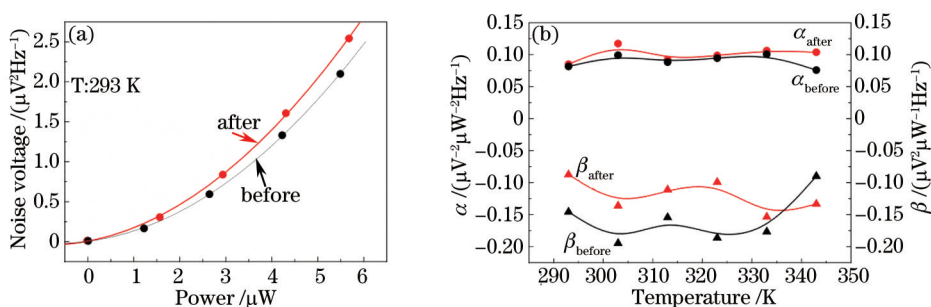 (a)
T:293 K
after
before
Noise voltage /(μV²Hz⁻¹)
2.5
2.0
1.5
1.0
0.5
0
0 1 2 3 4 5 6
Power /μW
(b)
α_after
α_before
β_after
β_before
α /(μV⁻²μW⁻²Hz⁻¹)
0.15
0.10
0.05
0
−0.05
−0.10
−0.15
−0.20
290 300 310 320 330 340 350
Temperature /K
0.15
0.10
0.05
0
−0.05
−0.10
−0.15
−0.20
β /(μV²μW⁻¹Hz⁻¹)